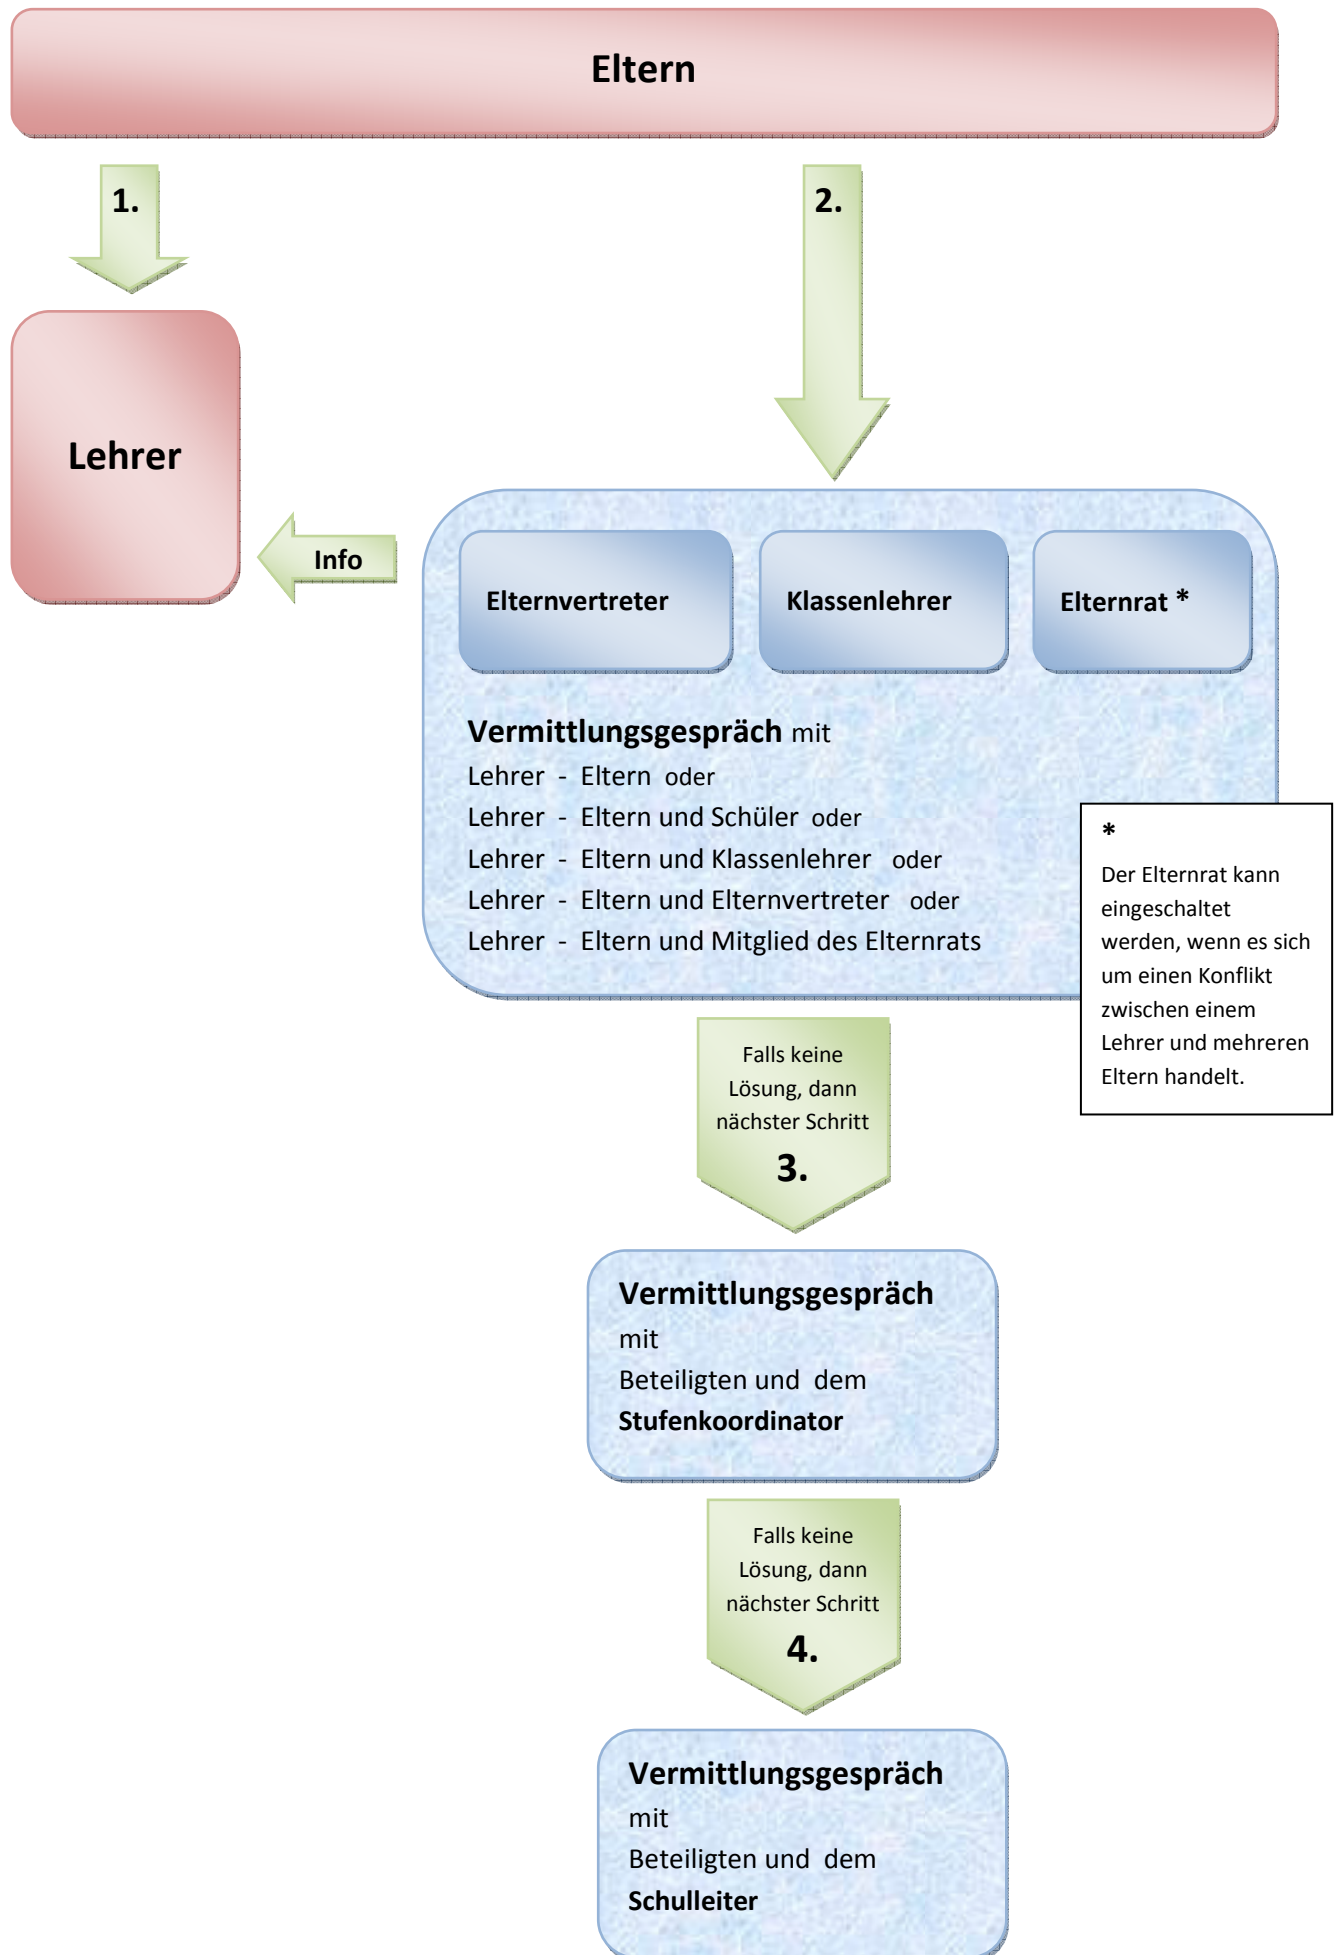 Eltern
1.
2.
Lehrer
Info
Elternvertreter
Klassenlehrer
Elternrat *
Vermittlungsgespräch mit
Lehrer - Eltern oder
Lehrer - Eltern und Schüler oder
Lehrer - Eltern und Klassenlehrer oder
Lehrer - Eltern und Elternvertreter oder
Lehrer - Eltern und Mitglied des Elternrats
*
Der Elternrat kann
eingeschaltet
werden, wenn es sich
um einen Konflikt
zwischen einem
Lehrer und mehreren
Eltern handelt.
Falls keine
Lösung, dann
nächster Schritt
3.
Vermittlungsgespräch
mit
Beteiligten und dem
Stufenkoordinator
Falls keine
Lösung, dann
nächster Schritt
4.
Vermittlungsgespräch
mit
Beteiligten und dem
Schulleiter